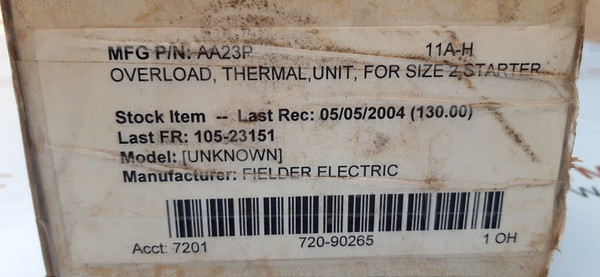 MFG P/N: AA23P 11A-H
OVERLOAD, THERMAL,UNIT, FOR SIZE 2,STARTER
Stock Item -- Last Rec: 05/05/2004 (130.00)
Last FR: 105-23151
Model: [UNKNOWN]
Manufacturer: FIELDER ELECTRIC
Acct: 7201 720-90265 1 OH